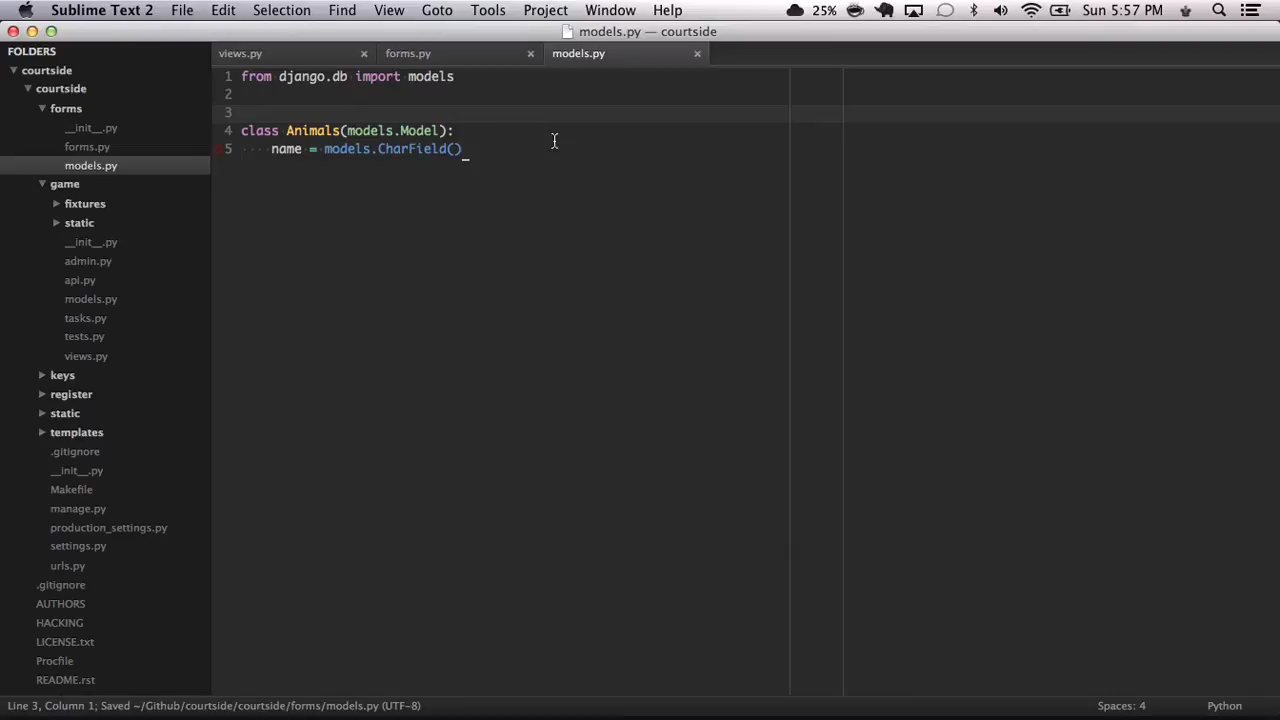 Sublime Text 2 File Edit Selection Find View Goto Tools Project Window Help 25% Sun 5:57 PM
models.py — courtside
FOLDERS
courtside
courtside
forms
__init__.py
forms.py
models.py
game
fixtures
static
__init__.py
admin.py
api.py
models.py
tasks.py
tests.py
views.py
keys
register
static
templates
.gitignore
__init__.py
Makefile
manage.py
production_settings.py
settings.py
urls.py
.gitignore
AUTHORS
HACKING
LICENSE.txt
Procfile
README.rst
views.py × forms.py × models.py ×
1 from django.db import models
2
3
4 class Animals(models.Model):
5 name = models.CharField()
Line 3, Column 1; Saved ~/Github/courtside/courtside/forms/models.py (UTF-8) Spaces: 4 Python